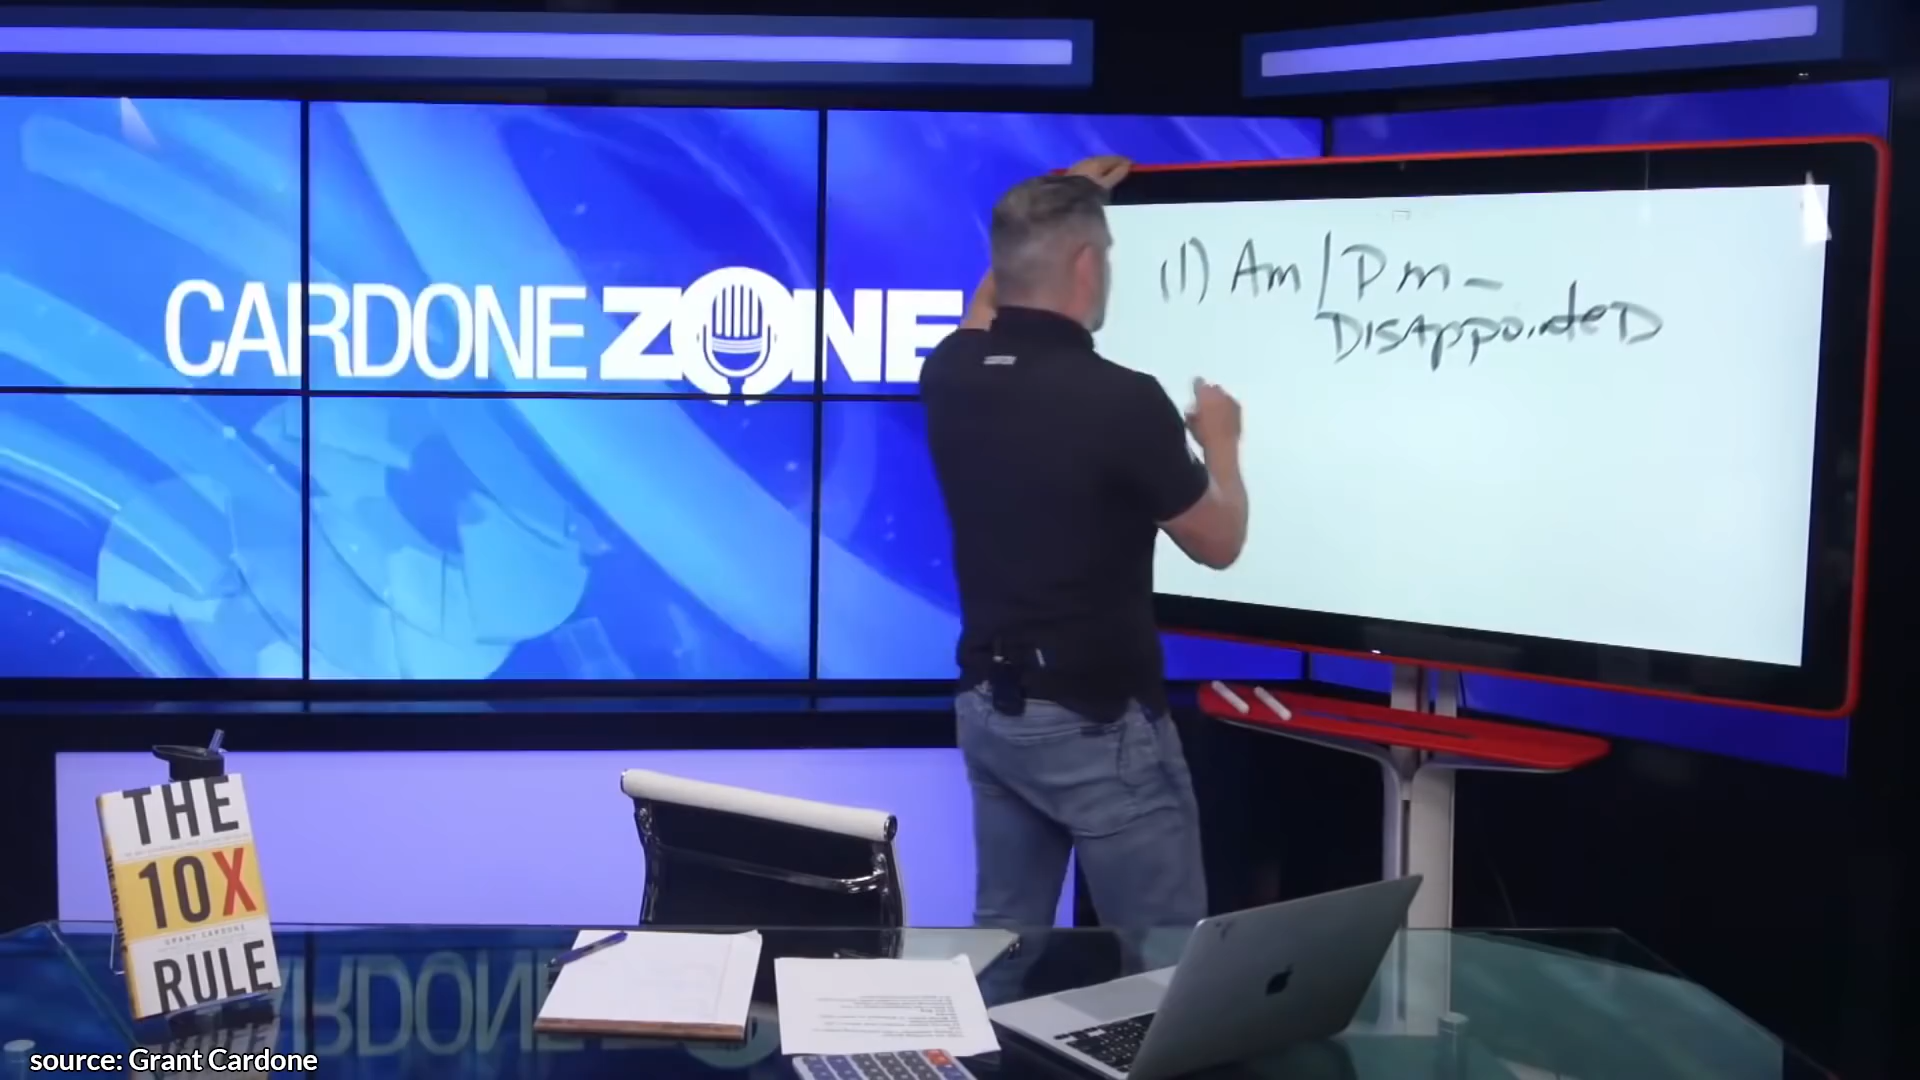 CARDONE ZONE
(1) Am/Pm -
DISAppointeD
THE
10X
GRANT CARDONE
RULE
source: Grant Cardone